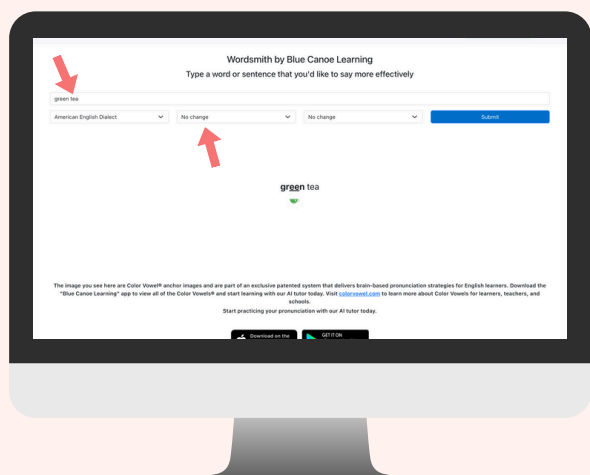 Wordsmith by Blue Canoe Learning
Type a word or sentence that you'd like to say more effectively
green tea
American English Dialect No change No change Submit
green tea
The image you see here are Color Vowel® anchor images and are part of an exclusive patented system that delivers brain-based pronunciation strategies for English learners. Download the
"Blue Canoe Learning" app to view all of the Color Vowels® and start learning with our AI tutor today. Visit colorvowel.com to learn more about Color Vowels for learners, teachers, and
schools.
Start practicing your pronunciation with our AI tutor today.
Download on the GET IT ON